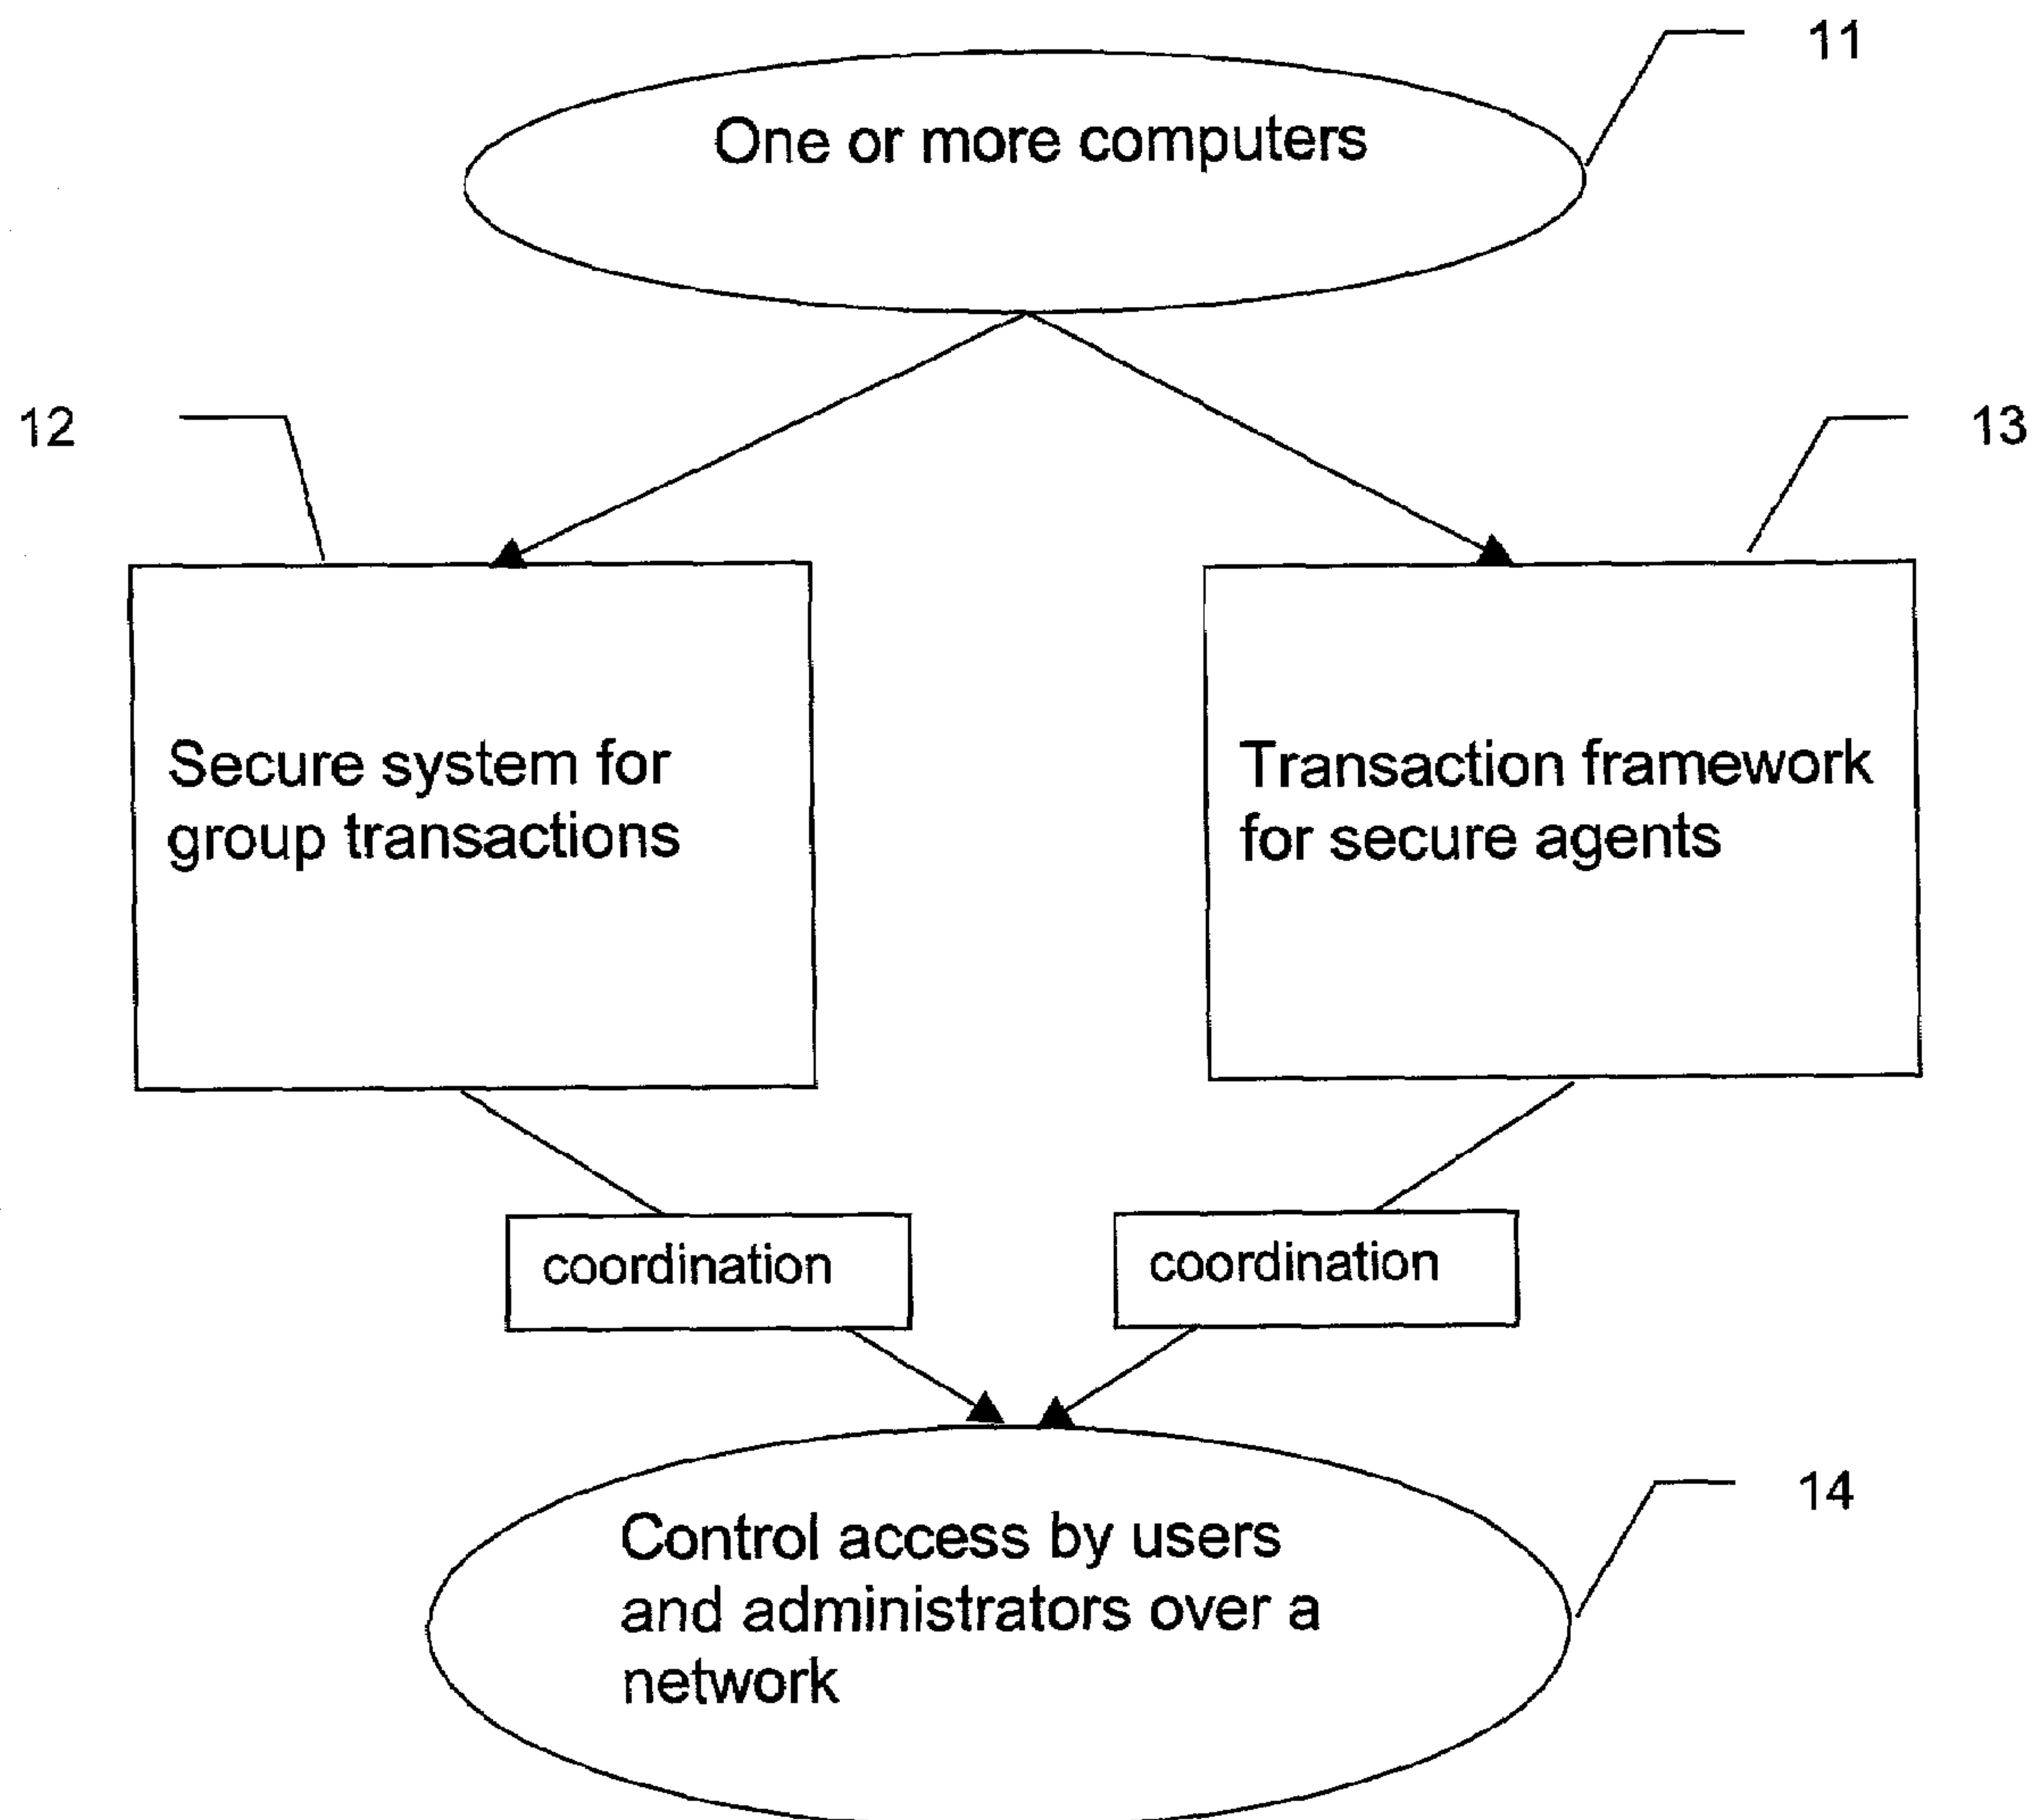 11
One or more computers
12
13
Secure system for
group transactions
Transaction framework
for secure agents
coordination
coordination
14
Control access by users
and administrators over a
network